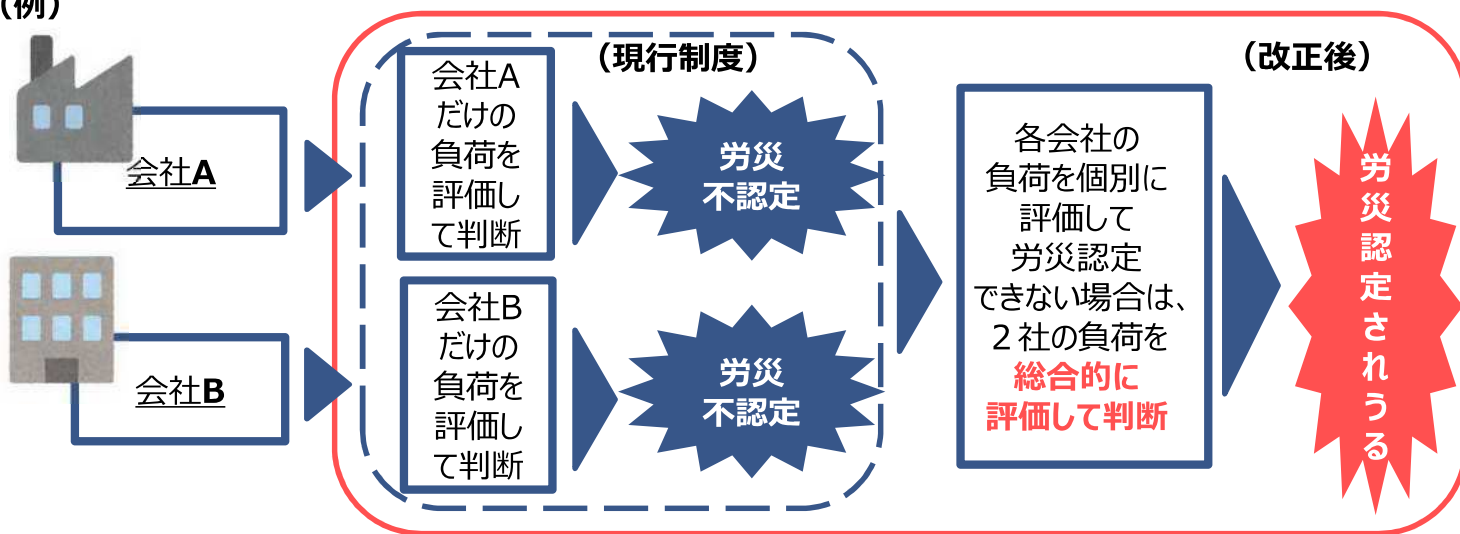 （例）
会社A
会社B
（現行制度）
会社A
だけの
負荷を
評価し
て判断
労災
不認定
会社B
だけの
負荷を
評価し
て判断
労災
不認定
（改正後）
各会社の
負荷を個別に
評価して
労災認定
できない場合は、
２社の負荷を
総合的に
評価して判断
労災認定されうる